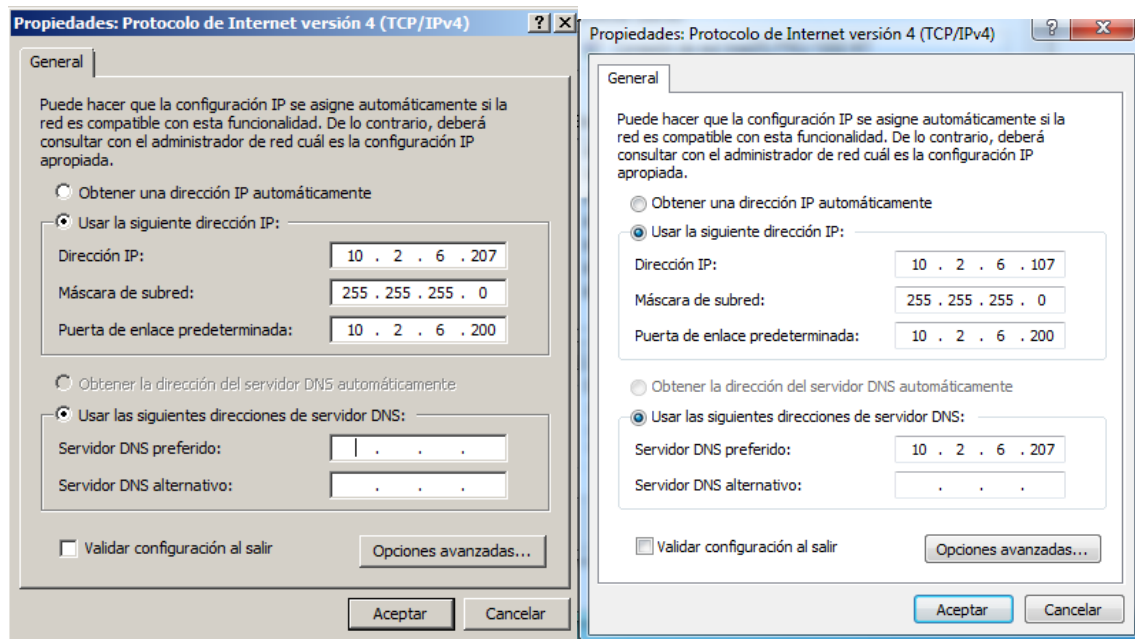 Propiedades: Protocolo de Internet versión 4 (TCP/IPv4)
General
Puede hacer que la configuración IP se asigne automáticamente si la
red es compatible con esta funcionalidad. De lo contrario, deberá
consultar con el administrador de red cuál es la configuración IP
apropiada.
Obtener una dirección IP automáticamente
Usar la siguiente dirección IP:
Dirección IP: 10 . 2 . 6 . 207
Máscara de subred: 255 . 255 . 255 . 0
Puerta de enlace predeterminada: 10 . 2 . 6 . 200
Obtener la dirección del servidor DNS automáticamente
Usar las siguientes direcciones de servidor DNS:
Servidor DNS preferido: . . .
Servidor DNS alternativo: . . .
Validar configuración al salir
Opciones avanzadas...
Aceptar Cancelar
Propiedades: Protocolo de Internet versión 4 (TCP/IPv4)
General
Puede hacer que la configuración IP se asigne automáticamente si la
red es compatible con esta funcionalidad. De lo contrario, deberá
consultar con el administrador de red cuál es la configuración IP
apropiada.
Obtener una dirección IP automáticamente
Usar la siguiente dirección IP:
Dirección IP: 10 . 2 . 6 . 107
Máscara de subred: 255 . 255 . 255 . 0
Puerta de enlace predeterminada: 10 . 2 . 6 . 200
Obtener la dirección del servidor DNS automáticamente
Usar las siguientes direcciones de servidor DNS:
Servidor DNS preferido: 10 . 2 . 6 . 207
Servidor DNS alternativo: . . .
Validar configuración al salir
Opciones avanzadas...
Aceptar Cancelar